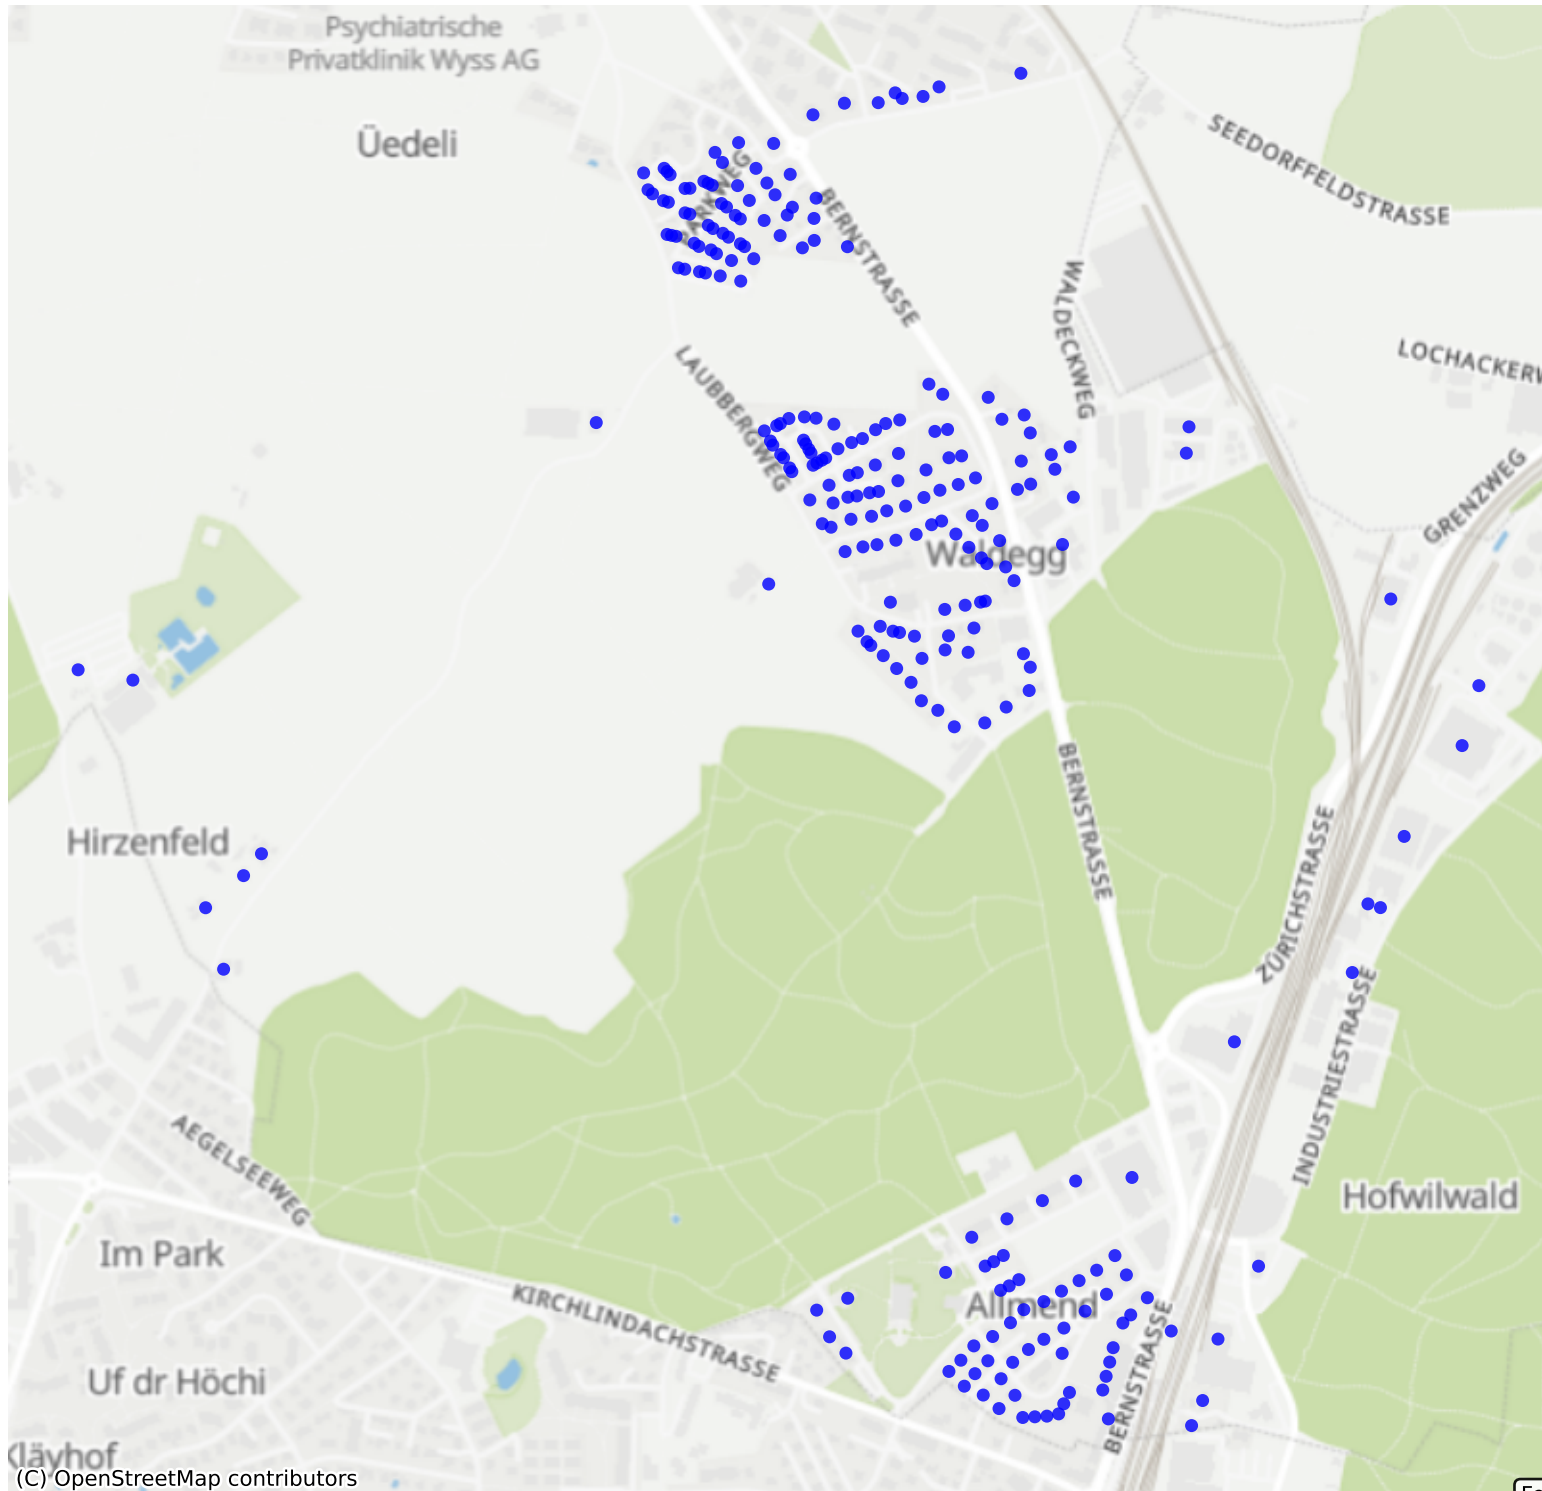 Psychiatrische
Privatklinik Wyss AG
Üedeli
SEEDORFFELDSTRASSE
PARKWEG
BERNSTRASSE
WALDECKWEG
LOCHACKERW
LAUBBERGWEG
GRENZWEG
Waldegg
BERNSTRASSE
Hirzenfeld
ZÜRICHSTRASSE
INDUSTRIESTRASSE
AEGELSEEWEG
Hofwilwald
Im Park
KIRCHLINDACHSTRASSE
Allmend
BERNSTRASSE
Uf dr Höchi
Kläyhof
(C) OpenStreetMap contributors